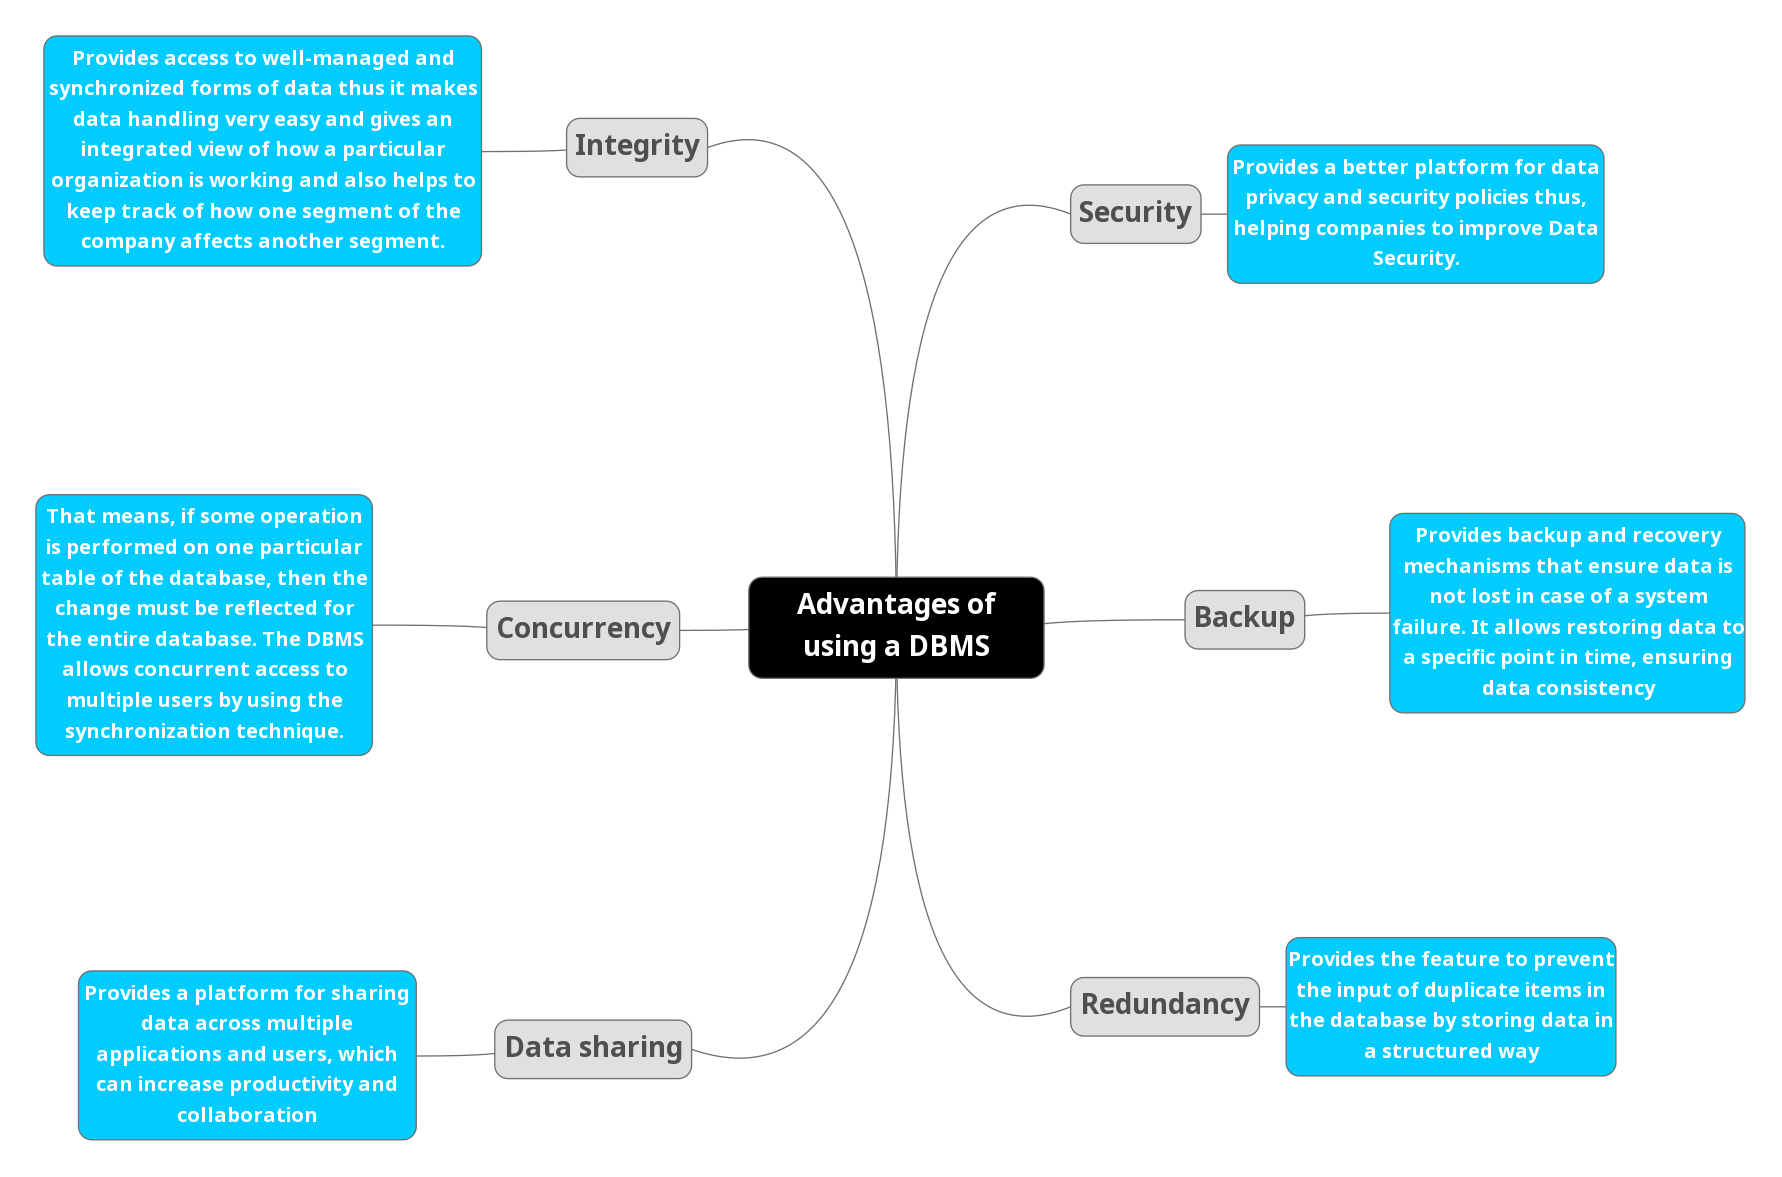 Advantages of
using a DBMS
Integrity
Provides access to well-managed and
synchronized forms of data thus it makes
data handling very easy and gives an
integrated view of how a particular
organization is working and also helps to
keep track of how one segment of the
company affects another segment.
Concurrency
That means, if some operation
is performed on one particular
table of the database, then the
change must be reflected for
the entire database. The DBMS
allows concurrent access to
multiple users by using the
synchronization technique.
Data sharing
Provides a platform for sharing
data across multiple
applications and users, which
can increase productivity and
collaboration
Security
Provides a better platform for data
privacy and security policies thus,
helping companies to improve Data
Security.
Backup
Provides backup and recovery
mechanisms that ensure data is
not lost in case of a system
failure. It allows restoring data to
a specific point in time, ensuring
data consistency
Redundancy
Provides the feature to prevent
the input of duplicate items in
the database by storing data in
a structured way